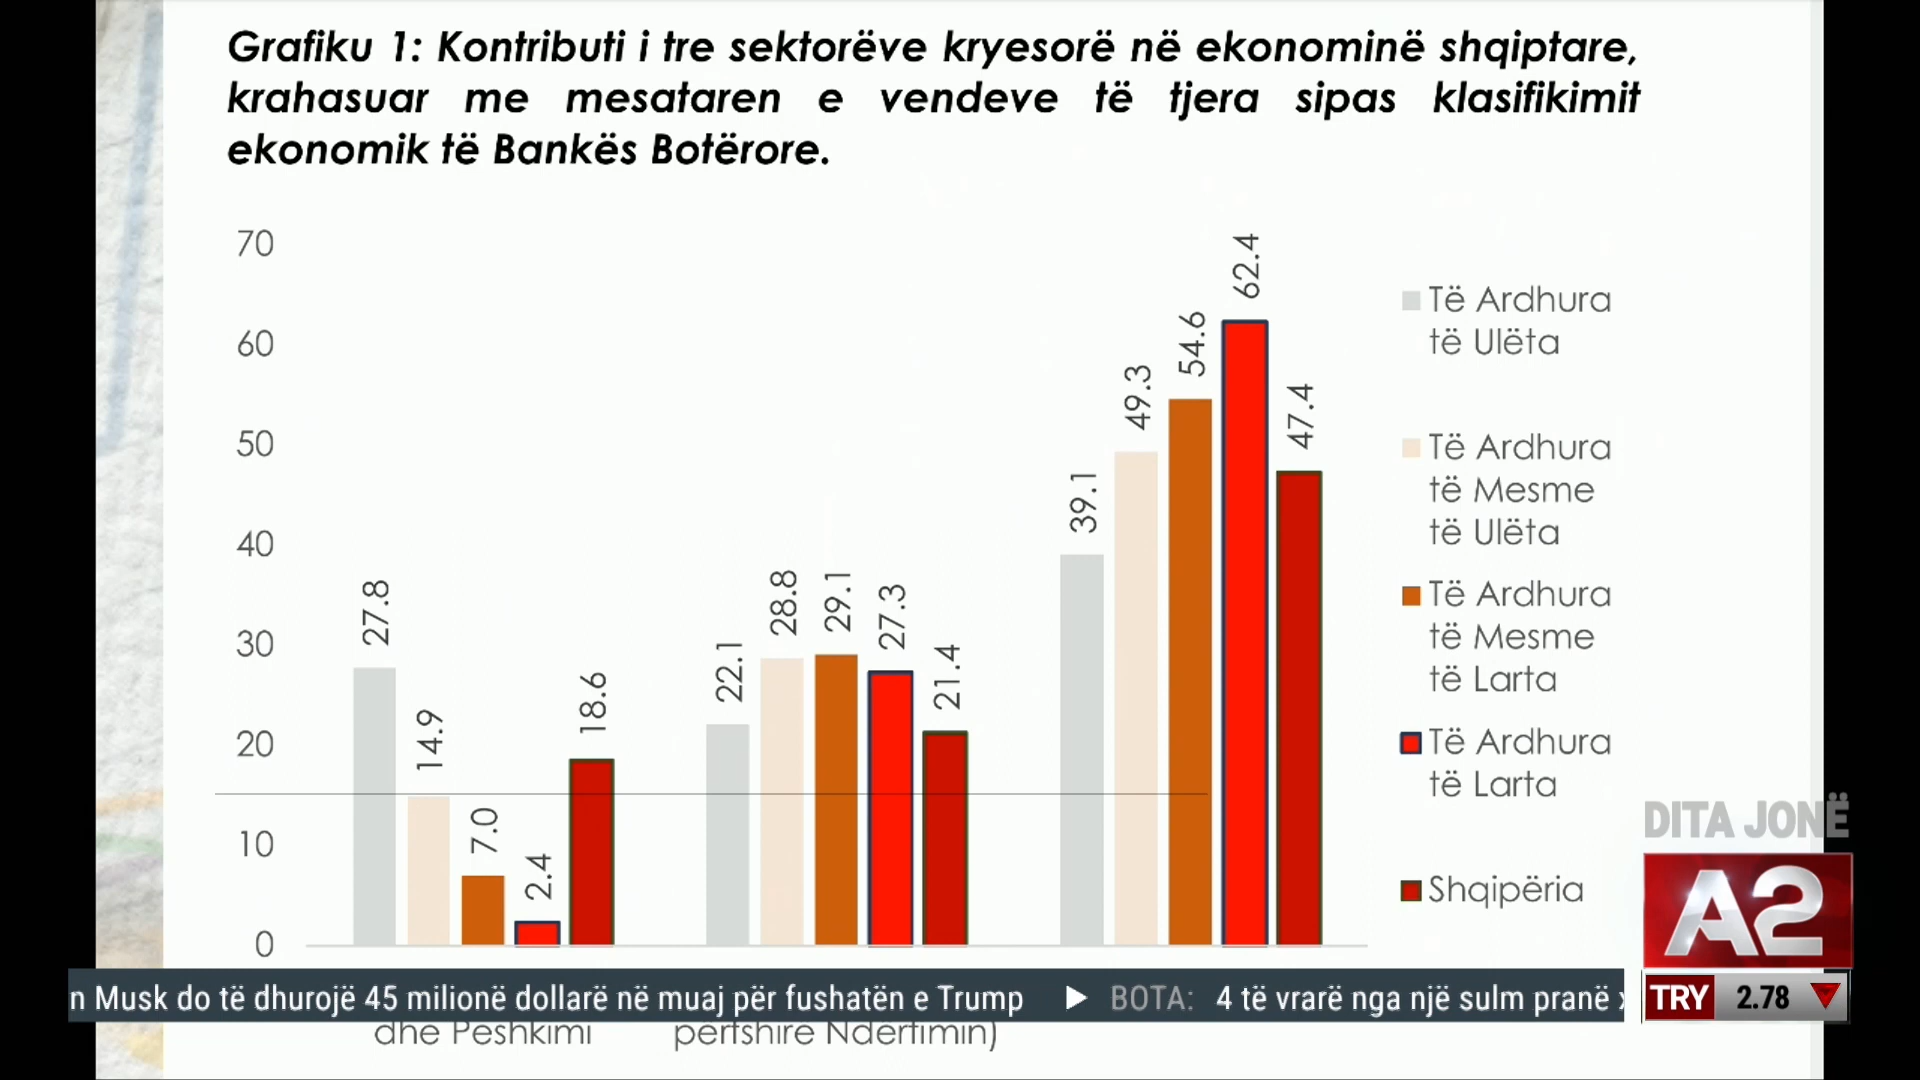 Grafiku 1: Kontributi i tre sektorëve kryesorë në ekonominë shqiptare,
krahasuar me mesataren e vendeve të tjera sipas klasifikimit
ekonomik të Bankës Botërore.
70
60
50
40
30
20
10
0
27.8
14.9
7.0
2.4
18.6
22.1
28.8
29.1
27.3
21.4
39.1
49.3
54.6
62.4
47.4
Të Ardhura
të Ulëta
Të Ardhura
të Mesme
të Ulëta
Të Ardhura
të Mesme
të Larta
Të Ardhura
të Larta
Shqipëria
DITA JONË
A2
n Musk do të dhurojë 45 milionë dollarë në muaj për fushatën e Trump ▶ BOTA: 4 të vrarë nga një sulm pranë
TRY 2.78
dhe Peshkimi
përfshirë Ndërtimin)